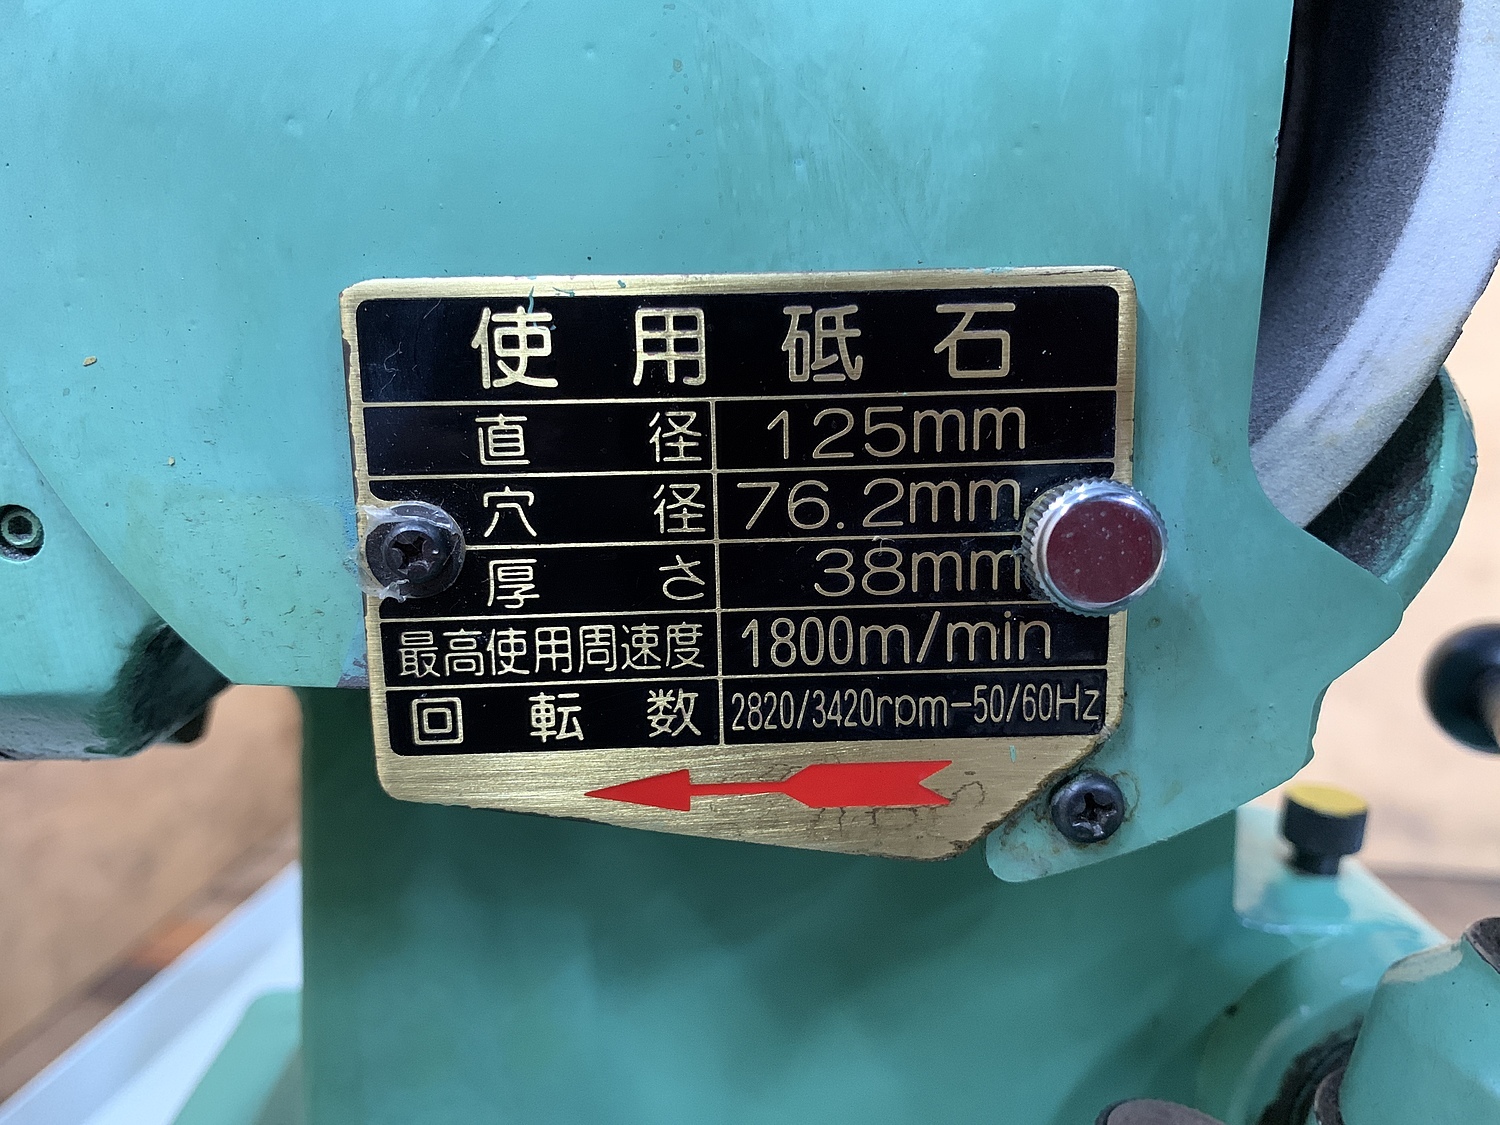 使用砥石
直径 125mm
穴径 76.2mm
厚さ 38mm
最高使用周速度 1800m/min
回転数 2820/3420rpm-50/60Hz